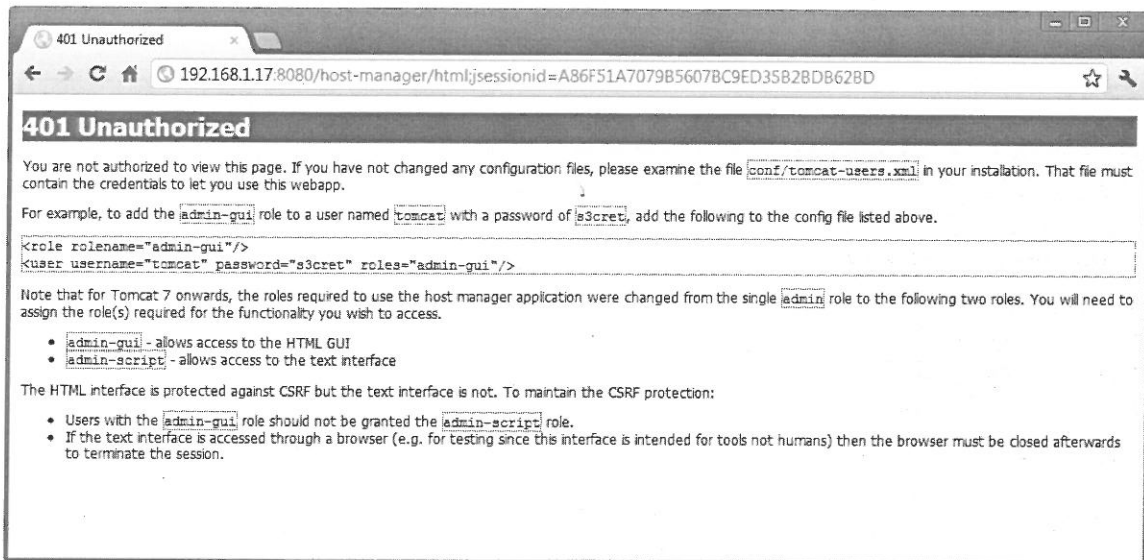 401 Unauthorized
192.168.1.17:8080/host-manager/html;jsessionid=A86F51A7079B5607BC9ED35B2BDB62BD
401 Unauthorized
You are not authorized to view this page. If you have not changed any configuration files, please examine the file conf/tomcat-users.xml in your installation. That file must
contain the credentials to let you use this webapp.
For example, to add the admin-gui role to a user named tomcat with a password of s3cret, add the following to the config file listed above.
<role rolename="admin-gui"/>
<user username="tomcat" password="s3cret" roles="admin-gui"/>
Note that for Tomcat 7 onwards, the roles required to use the host manager application were changed from the single admin role to the following two roles. You will need to
assign the role(s) required for the functionality you wish to access.
• admin-gui - allows access to the HTML GUI
• admin-script - allows access to the text interface
The HTML interface is protected against CSRF but the text interface is not. To maintain the CSRF protection:
• Users with the admin-gui role should not be granted the admin-script role.
• If the text interface is accessed through a browser (e.g. for testing since this interface is intended for tools not humans) then the browser must be closed afterwards
to terminate the session.